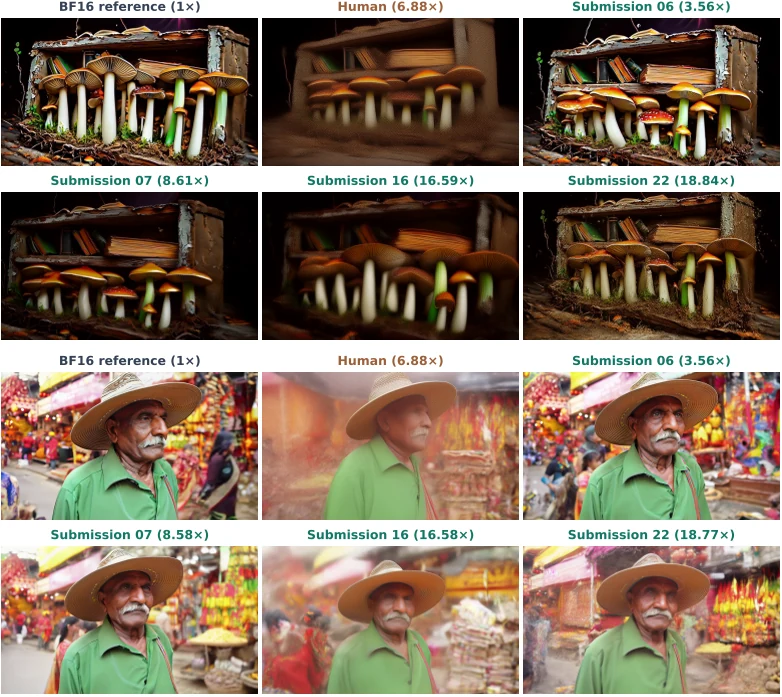 BF16 reference (1×) Human (6.88×) Submission 06 (3.56×)
Submission 07 (8.61×) Submission 16 (16.59×) Submission 22 (18.84×)
BF16 reference (1×) Human (6.88×) Submission 06 (3.56×)
Submission 07 (8.58×) Submission 16 (16.58×) Submission 22 (18.77×)